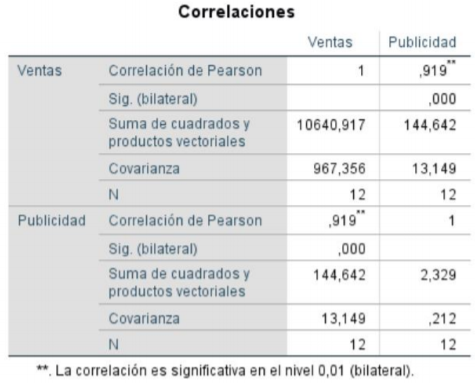 Correlaciones
Ventas Publicidad
Ventas Correlación de Pearson 1 ,919**
Sig. (bilateral) ,000
Suma de cuadrados y
productos vectoriales 10640,917 144,642
Covarianza 967,356 13,149
N 12 12
Publicidad Correlación de Pearson ,919** 1
Sig. (bilateral) ,000
Suma de cuadrados y
productos vectoriales 144,642 2,329
Covarianza 13,149 ,212
N 12 12
**. La correlación es significativa en el nivel 0,01 (bilateral).